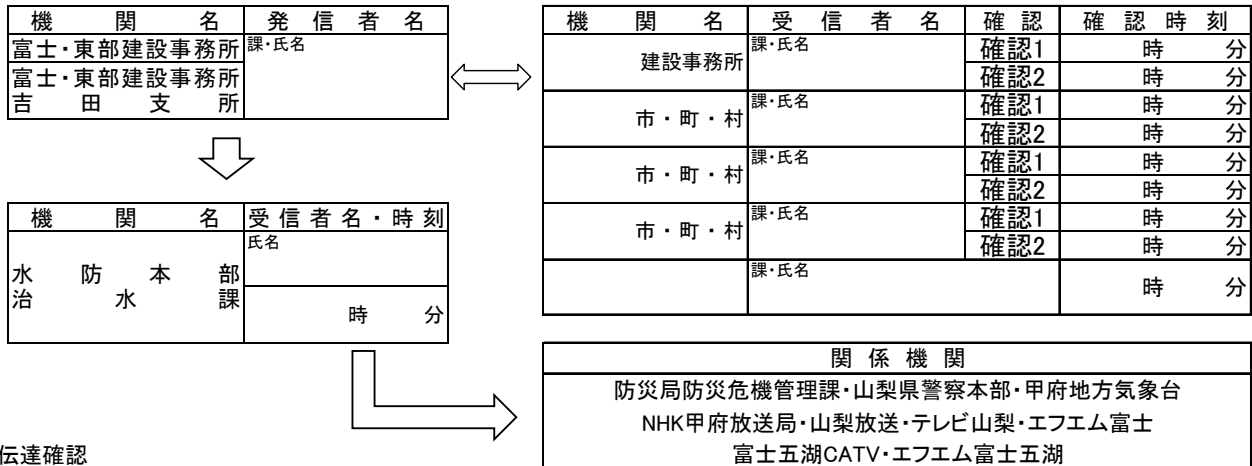 機関名 発信者名
富士・東部建設事務所 課・氏名
富士・東部建設事務所
吉田支所
機関名 受信者名 確認 確認時刻
建設事務所 課・氏名 確認1 時 分
確認2 時 分
市・町・村 課・氏名 確認1 時 分
確認2 時 分
市・町・村 課・氏名 確認1 時 分
確認2 時 分
市・町・村 課・氏名 確認1 時 分
確認2 時 分
課・氏名 時 分
機関名 受信者名・時刻
氏名
水防本部
治水課
時 分
関係機関
防災局防災危機管理課・山梨県警察本部・甲府地方気象台
NHK甲府放送局・山梨放送・テレビ山梨・エフエム富士
富士五湖CATV・エフエム富士五湖
伝達確認